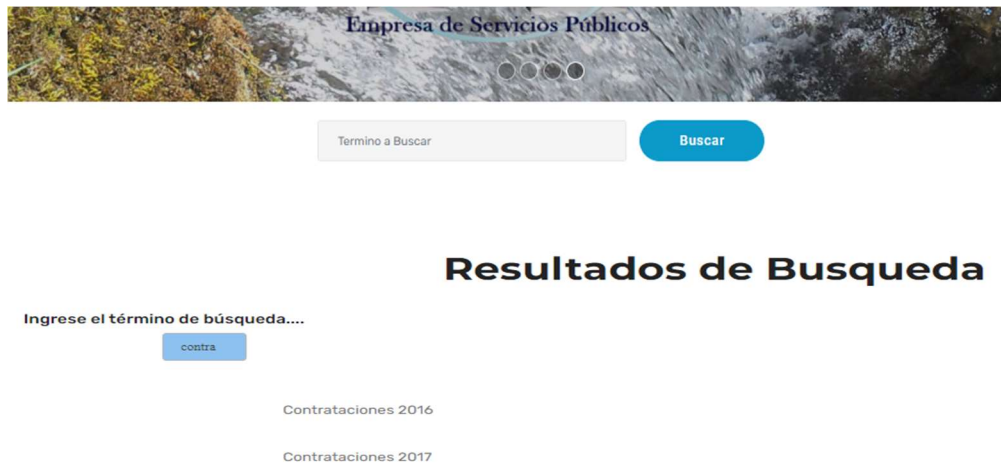 Empresa de Servicios Públicos
Termino a Buscar
Buscar
Resultados de Busqueda
Ingrese el término de búsqueda....
contra
Contrataciones 2016
Contrataciones 2017